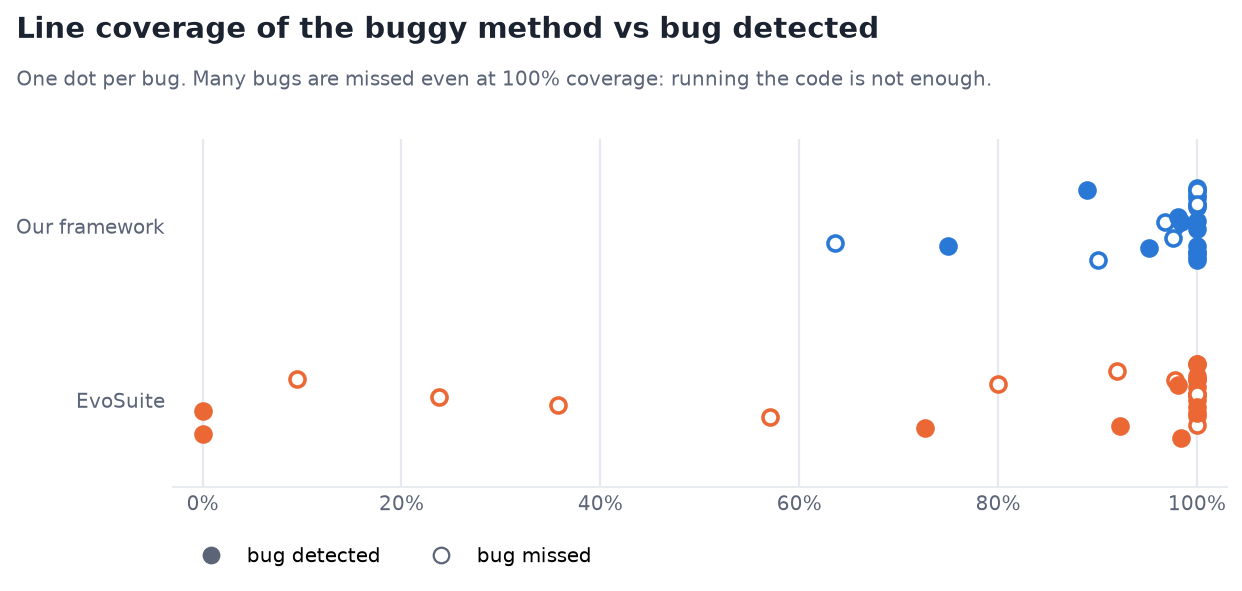 Line coverage of the buggy method vs bug detected
One dot per bug. Many bugs are missed even at 100% coverage: running the code is not enough.
Our framework
EvoSuite
0% 20% 40% 60% 80% 100%
bug detected bug missed